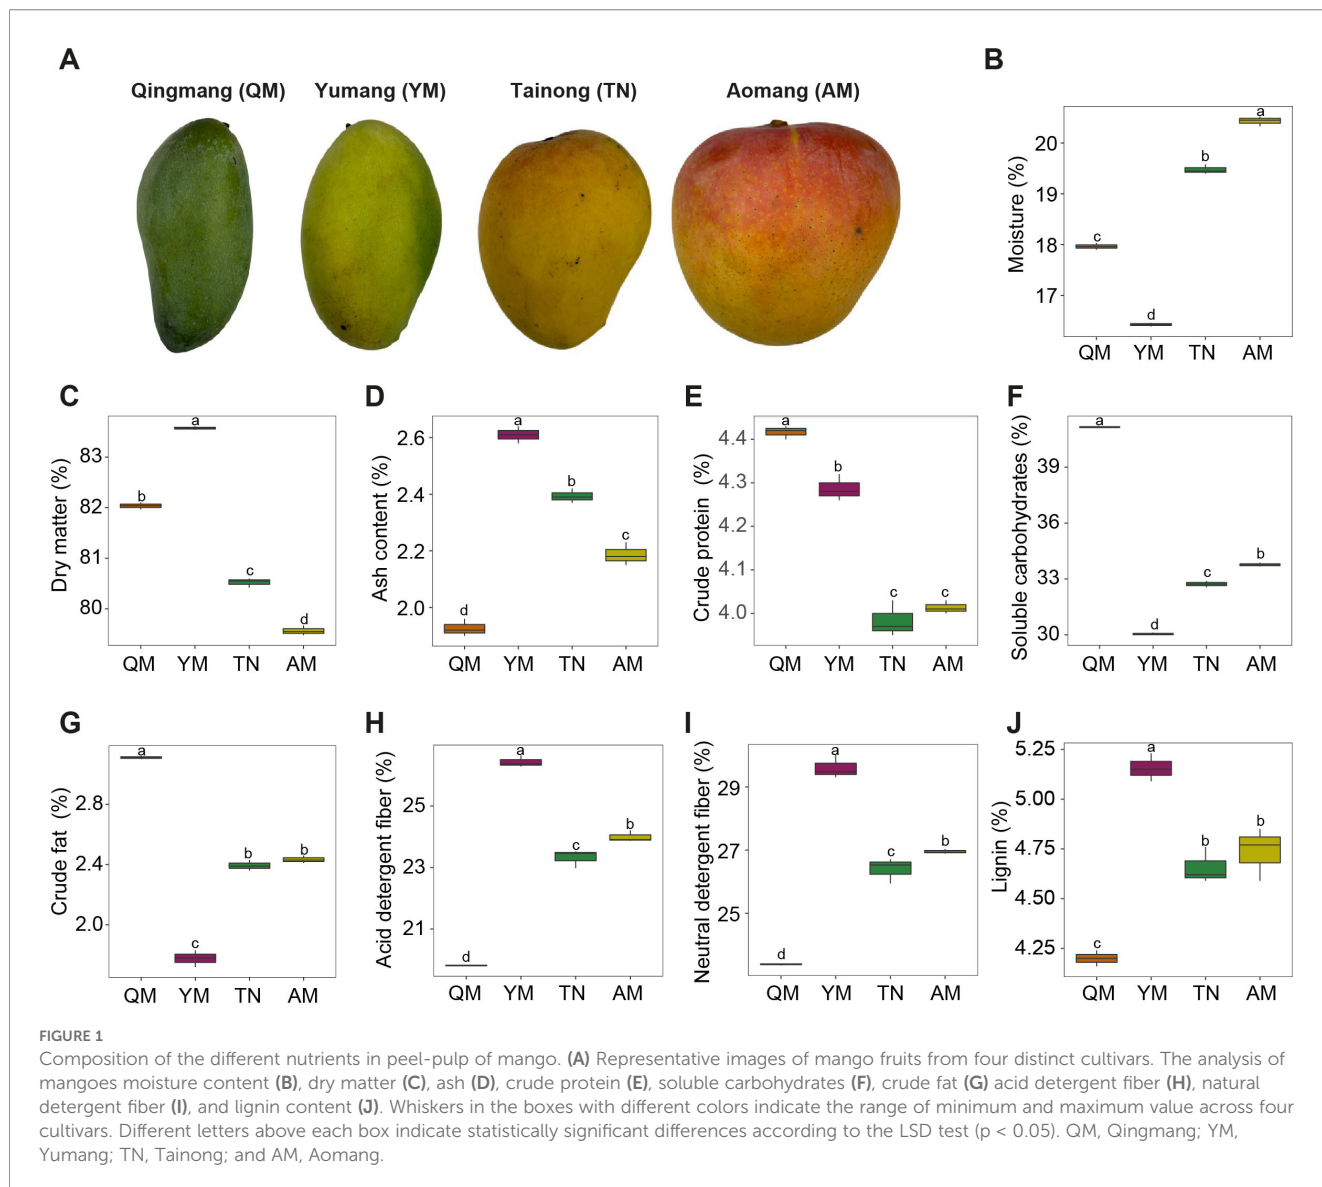 A
Qingmang (QM) Yumang (YM) Tainong (TN) Aomang (AM)
B
Moisture (%)
20
19
18
17
c
d
b
a
QM YM TN AM
C
Dry matter (%)
83
82
81
80
b
a
c
d
QM YM TN AM
D
Ash content (%)
2.6
2.4
2.2
2.0
d
a
b
c
QM YM TN AM
E
Crude protein (%)
4.4
4.3
4.2
4.1
4.0
a
b
c
c
QM YM TN AM
F
Soluble carbohydrates (%)
39
36
33
30
a
d
c
b
QM YM TN AM
G
Crude fat (%)
2.8
2.4
2.0
a
c
b
b
QM YM TN AM
H
Acid detergent fiber (%)
25
23
21
d
a
c
b
QM YM TN AM
I
Neutral detergent fiber (%)
29
27
25
d
a
c
b
QM YM TN AM
J
Lignin (%)
5.25
5.00
4.75
4.50
4.25
c
a
b
b
QM YM TN AM
FIGURE 1
Composition of the different nutrients in peel-pulp of mango. (A) Representative images of mango fruits from four distinct cultivars. The analysis of
mangoes moisture content (B), dry matter (C), ash (D), crude protein (E), soluble carbohydrates (F), crude fat (G) acid detergent fiber (H), natural
detergent fiber (I), and lignin content (J). Whiskers in the boxes with different colors indicate the range of minimum and maximum value across four
cultivars. Different letters above each box indicate statistically significant differences according to the LSD test (p < 0.05). QM, Qingmang; YM,
Yumang; TN, Tainong; and AM, Aomang.